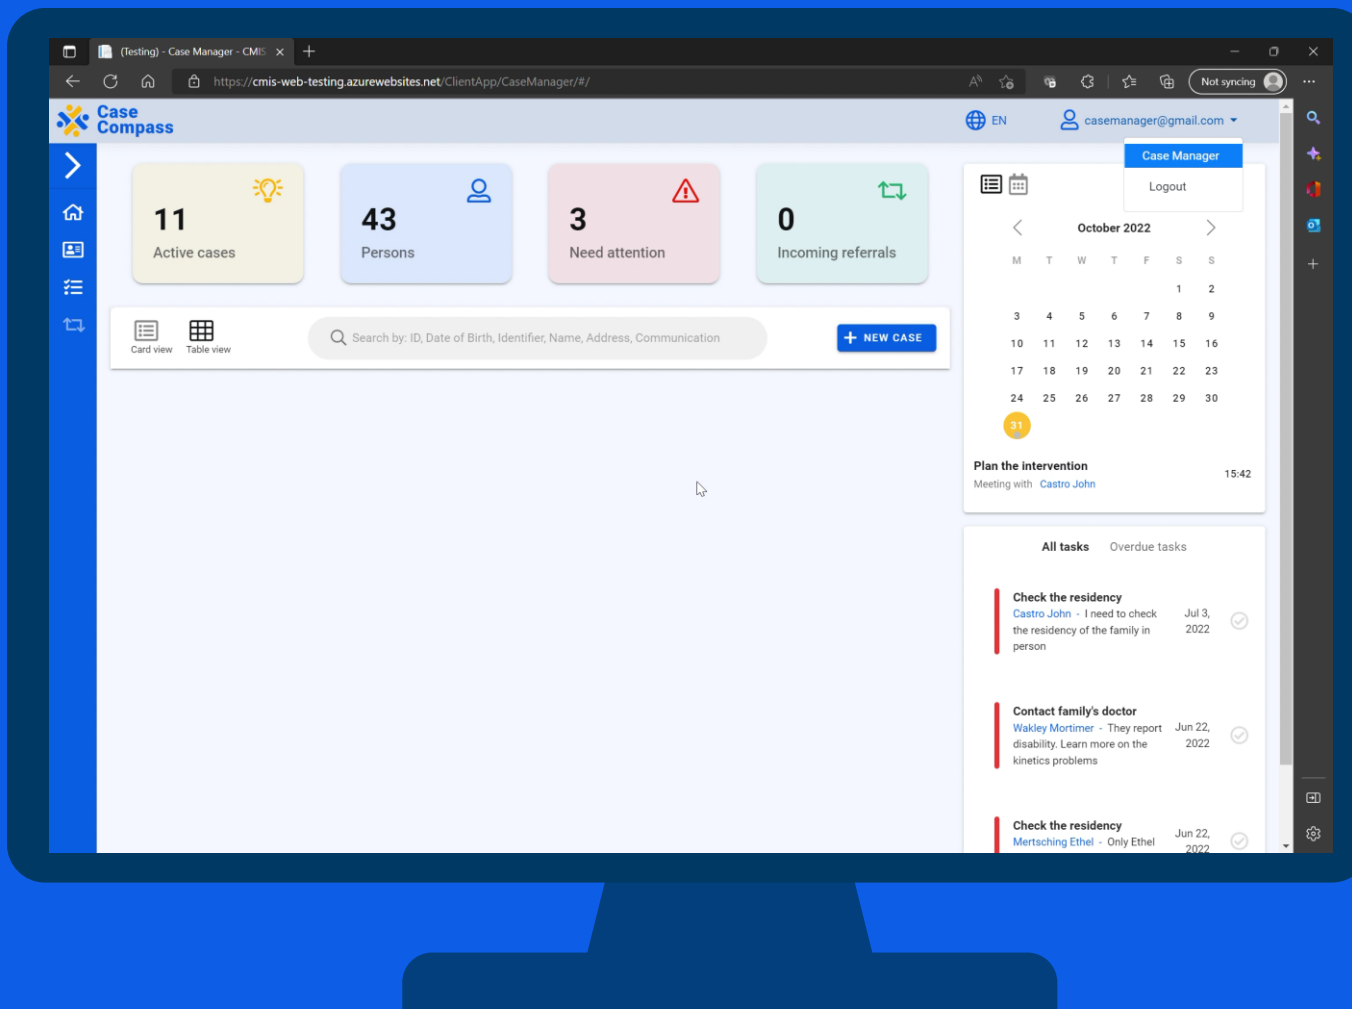 (Testing) - Case Manager - CMIS
https://cmis-web-testing.azurewebsites.net/ClientApp/CaseManager/#/
Not syncing
Case
Compass
EN
casemanager@gmail.com
Case Manager
Logout
11
Active cases
43
Persons
3
Need attention
0
Incoming referrals
Card view
Table view
Search by: ID, Date of Birth, Identifier, Name, Address, Communication
+ NEW CASE
October 2022
M T W T F S S
1 2
3 4 5 6 7 8 9
10 11 12 13 14 15 16
17 18 19 20 21 22 23
24 25 26 27 28 29 30
31
Plan the intervention
15:42
Meeting with Castro John
All tasks Overdue tasks
Check the residency
Castro John - I need to check
the residency of the family in
person
Jul 3,
2022
Contact family's doctor
Wakley Mortimer - They report
disability. Learn more on the
kinetics problems
Jun 22,
2022
Check the residency
Mertsching Ethel - Only Ethel
Jun 22,
2022